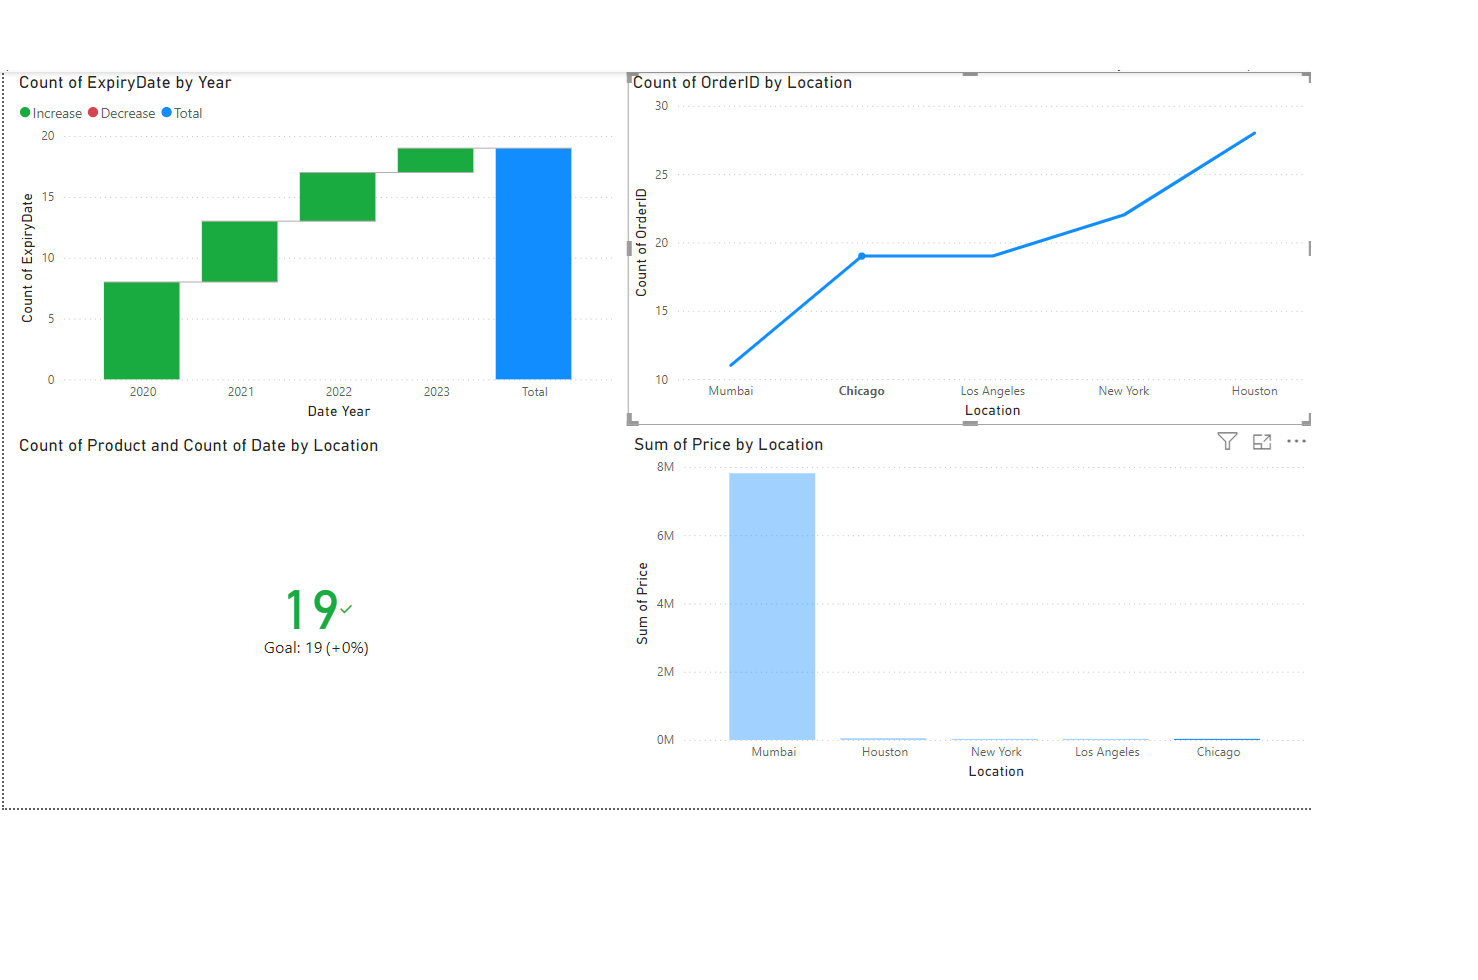 Count of ExpiryDate by Year
Increase Decrease Total
Count of ExpiryDate
20
15
10
5
0
2020 2021 2022 2023 Total
Date Year
Count of OrderID by Location
Count of OrderID
30
25
20
15
10
Mumbai Chicago Los Angeles New York Houston
Location
Count of Product and Count of Date by Location
19
Goal: 19 (+0%)
Sum of Price by Location
Sum of Price
8M
6M
4M
2M
0M
Mumbai Houston New York Los Angeles Chicago
Location